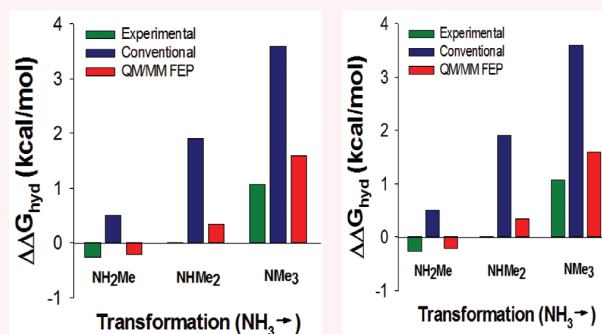 Experimental
Conventional
QM/MM FEP
ΔΔG_hyd (kcal/mol)
4
3
2
1
0
-1
NH₂Me NHMe₂ NMe₃
Transformation (NH₃→)
Experimental
Conventional
QM/MM FEP
ΔΔG_hyd (kcal/mol)
4
3
2
1
0
-1
NH₂Me NHMe₂ NMe₃
Transformation (NH₃→)